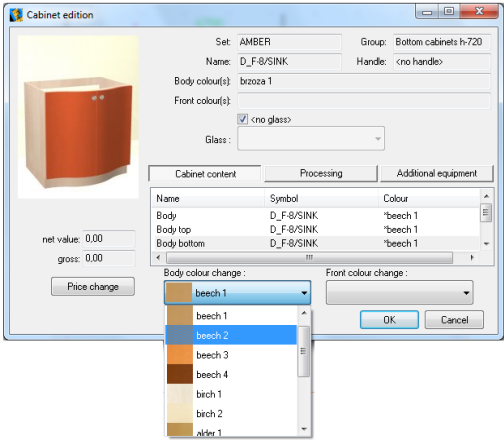 Cabinet edition
Set: AMBER Group: Bottom cabinets h-720
Name: D_F-8/SINK Handle: <no handle>
Body colour(s): brzoza 1
Front colour(s):
<no glass>
Glass :
Cabinet content Processing Additional equipment
Name Symbol Colour
Body D_F-8/SINK *beech 1
Body top D_F-8/SINK *beech 1
Body bottom D_F-8/SINK *beech 1
net value: 0,00
gross: 0,00
Price change
Body colour change : Front colour change :
beech 1
OK Cancel
beech 1
beech 2
beech 3
beech 4
birch 1
birch 2
alder 1